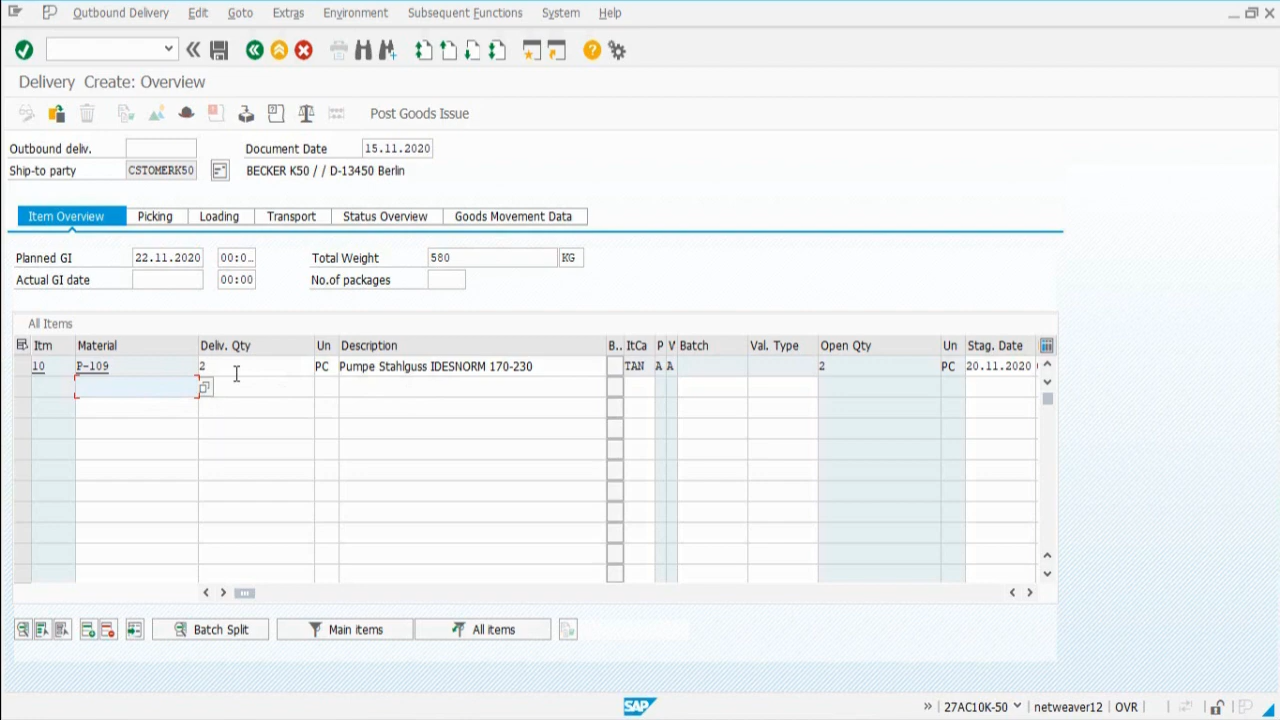 Outbound Delivery Edit Goto Extras Environment Subsequent Functions System Help
Delivery Create: Overview
Post Goods Issue
Outbound deliv. Document Date 15.11.2020
Ship-to party CSTOMERK50 BECKER K50 / / D-13450 Berlin
Item Overview Picking Loading Transport Status Overview Goods Movement Data
Planned GI 22.11.2020 00:0.. Total Weight 580 KG
Actual GI date 00:00 No.of packages
All Items
Itm Material Deliv. Qty Un Description B.. ItCa P V Batch Val. Type Open Qty Un Stag. Date
10 P-109 2 PC Pumpe Stahlguss IDESNORM 170-230 TAN A A 2 PC 20.11.2020
Batch Split Main items All items
SAP 27AC10K-50 netweaver12 OVR